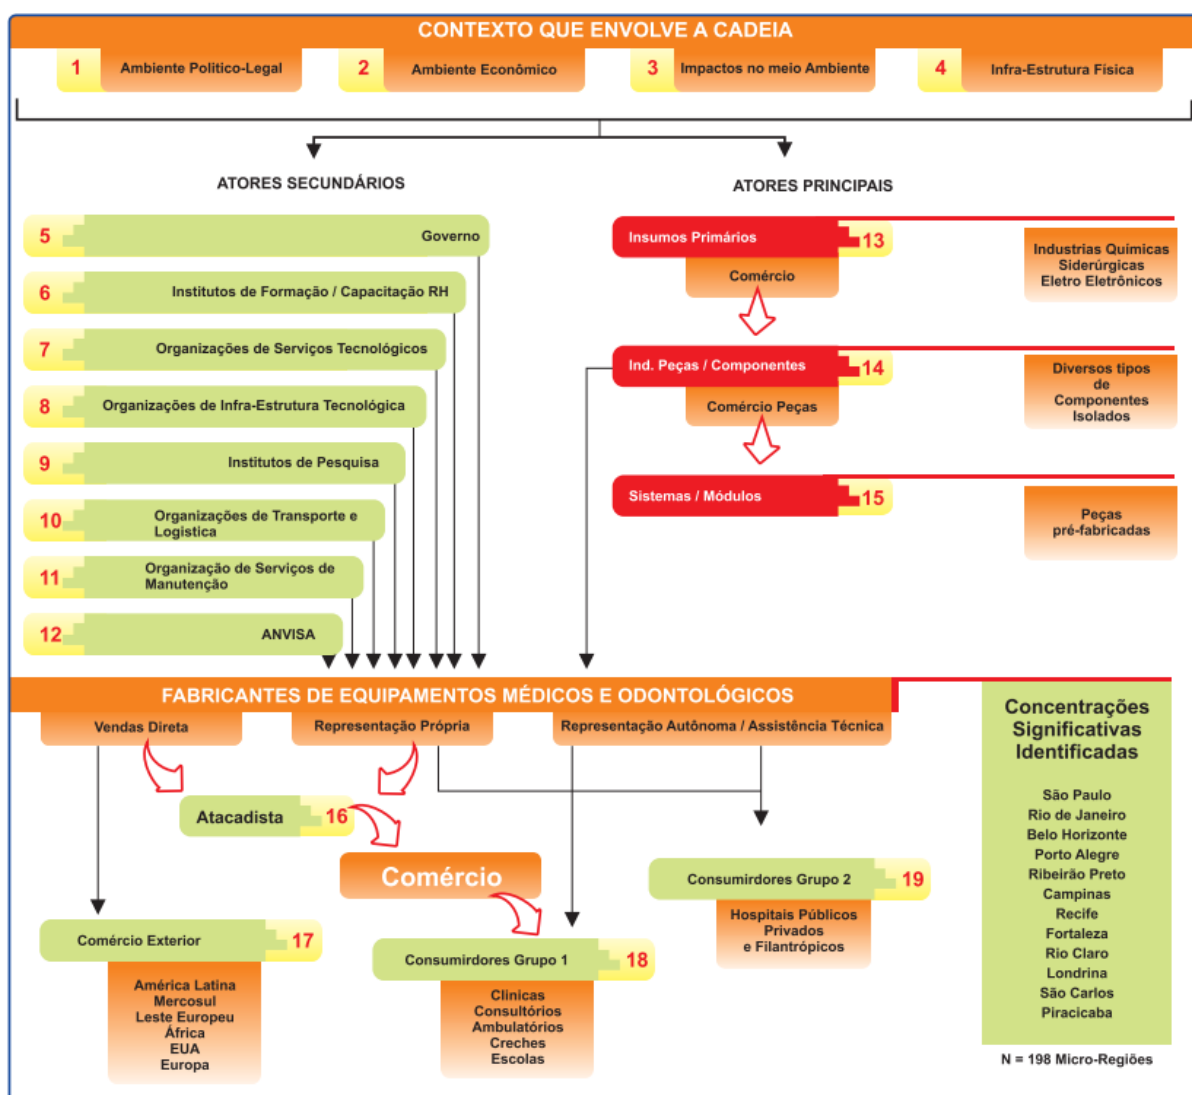 CONTEXTO QUE ENVOLVE A CADEIA
1 Ambiente Politico-Legal
2 Ambiente Econômico
3 Impactos no meio Ambiente
4 Infra-Estrutura Física
ATORES SECUNDÁRIOS
5 Governo
6 Institutos de Formação / Capacitação RH
7 Organizações de Serviços Tecnológicos
8 Organizações de Infra-Estrutura Tecnológica
9 Institutos de Pesquisa
10 Organizações de Transporte e
Logistica
11 Organização de Serviços de
Manutenção
12 ANVISA
ATORES PRINCIPAIS
Insumos Primários 13
Comércio
Industrias Químicas
Siderúrgicas
Eletro Eletrônicos
Ind. Peças / Componentes 14
Comércio Peças
Diversos tipos
de
Componentes
Isolados
Sistemas / Módulos 15
Peças
pré-fabricadas
FABRICANTES DE EQUIPAMENTOS MÉDICOS E ODONTOLÓGICOS
Vendas Direta
Representação Própria
Representação Autônoma / Assistência Técnica
Atacadista 16
Comércio
Comércio Exterior 17
América Latina
Mercosul
Leste Europeu
África
EUA
Europa
Consumirdores Grupo 1 18
Clinicas
Consultórios
Ambulatórios
Creches
Escolas
Consumirdores Grupo 2 19
Hospitais Públicos
Privados
e Filantrópicos
Concentrações
Significativas
Identificadas
São Paulo
Rio de Janeiro
Belo Horizonte
Porto Alegre
Ribeirão Preto
Campinas
Recife
Fortaleza
Rio Claro
Londrina
São Carlos
Piracicaba
N = 198 Micro-Regiões